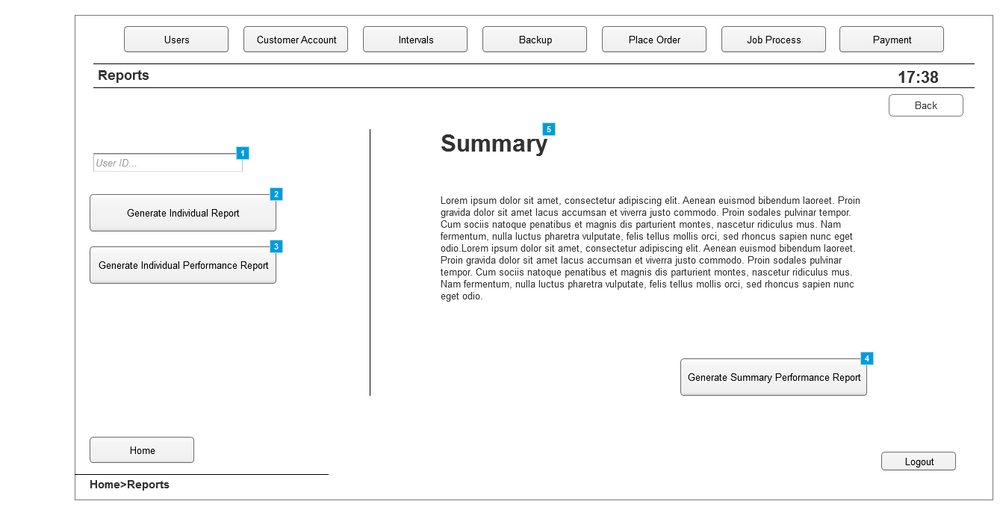 Users Customer Account Intervals Backup Place Order Job Process Payment
Reports 17:38
Back
5
Summary
1
User ID...
2
Generate Individual Report
3
Generate Individual Performance Report
Lorem ipsum dolor sit amet, consectetur adipiscing elit. Aenean euismod bibendum laoreet. Proin
gravida dolor sit amet lacus accumsan et viverra justo commodo. Proin sodales pulvinar tempor.
Cum sociis natoque penatibus et magnis dis parturient montes, nascetur ridiculus mus. Nam
fermentum, nulla luctus pharetra vulputate, felis tellus mollis orci, sed rhoncus sapien nunc eget
odio.Lorem ipsum dolor sit amet, consectetur adipiscing elit. Aenean euismod bibendum laoreet.
Proin gravida dolor sit amet lacus accumsan et viverra justo commodo. Proin sodales pulvinar
tempor. Cum sociis natoque penatibus et magnis dis parturient montes, nascetur ridiculus mus.
Nam fermentum, nulla luctus pharetra vulputate, felis tellus mollis orci, sed rhoncus sapien nunc
eget odio.
4
Generate Summary Performance Report
Home
Logout
Home>Reports